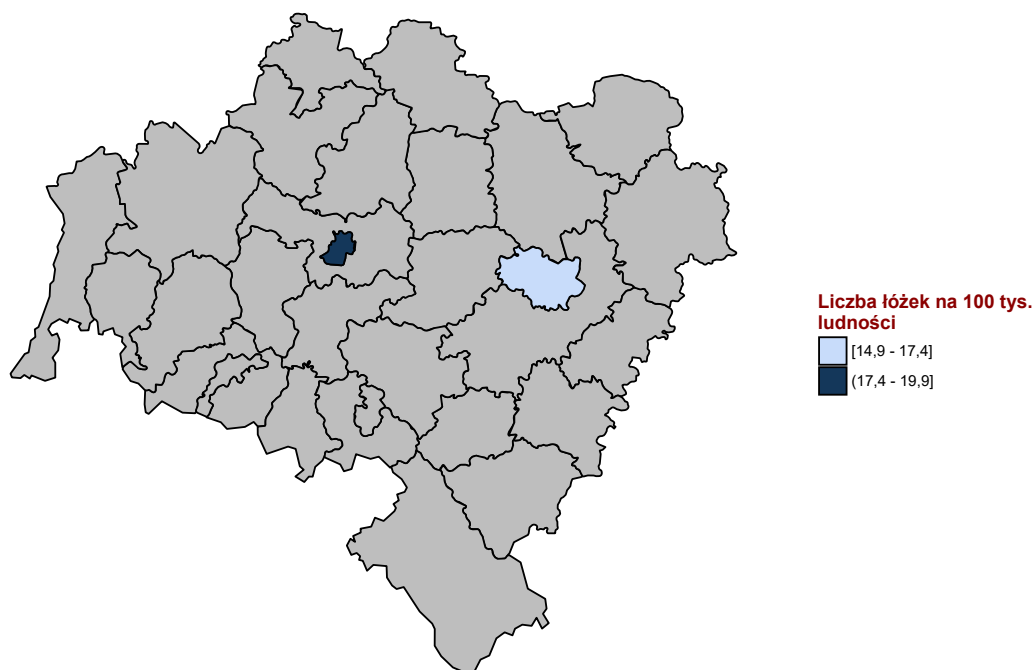 Liczba łóżek na 100 tys.
ludności
[14,9 - 17,4]
(17,4 - 19,9]